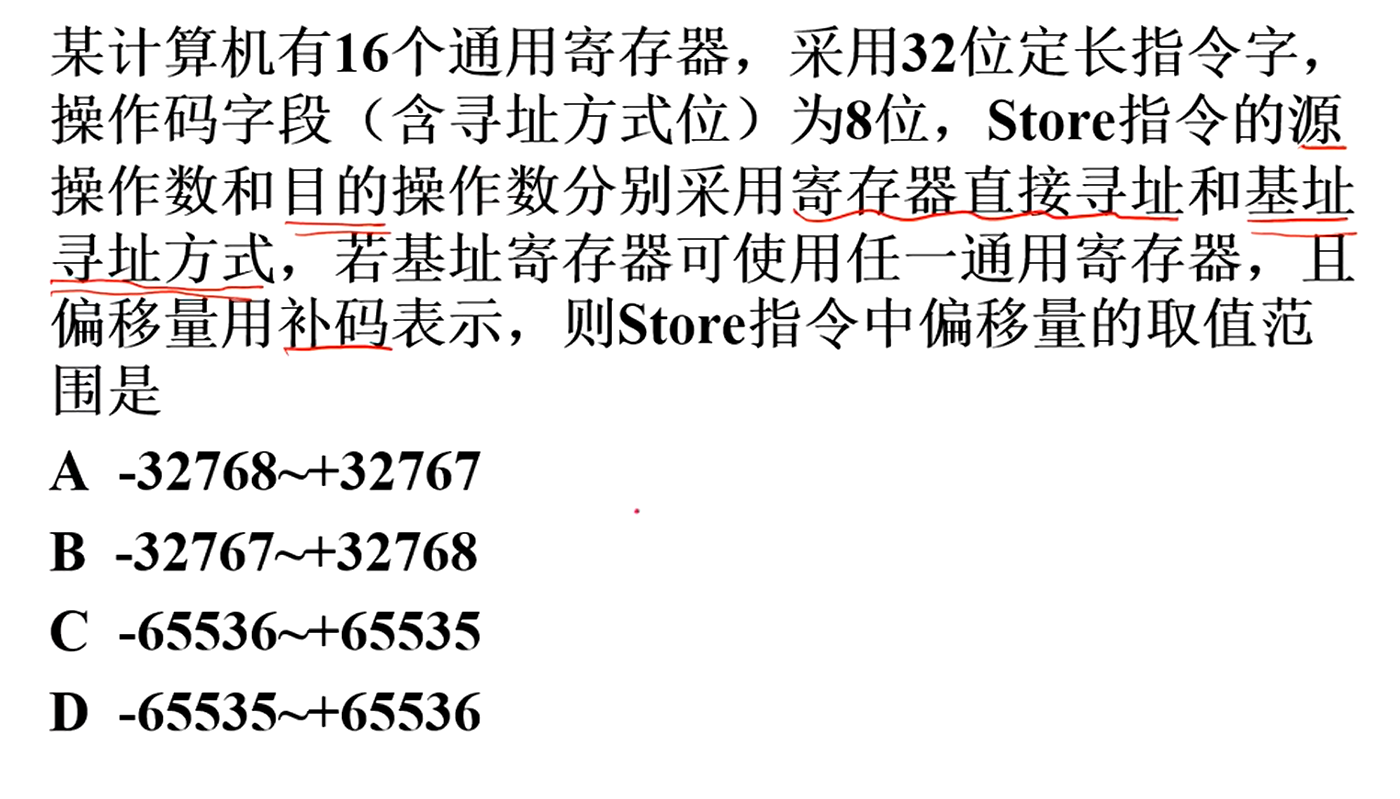 某计算机有16个通用寄存器，采用32位定长指令字，
操作码字段（含寻址方式位）为8位，Store指令的源
操作数和目的操作数分别采用寄存器直接寻址和基址
寻址方式，若基址寄存器可使用任一通用寄存器，且
偏移量用补码表示，则Store指令中偏移量的取值范
围是
A -32768~+32767
B -32767~+32768
C -65536~+65535
D -65535~+65536